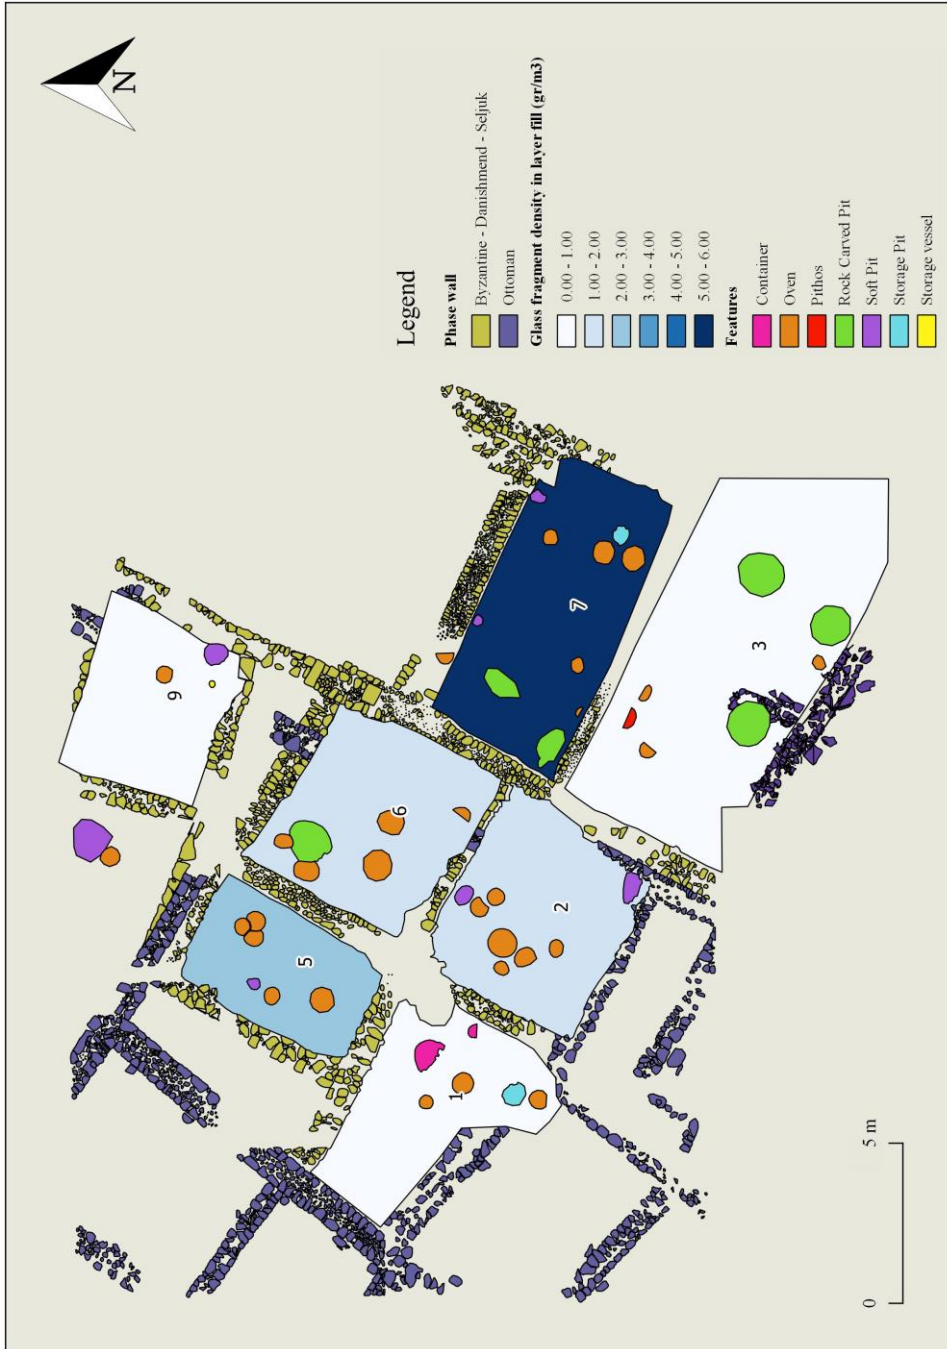 N
Legend
Phase wall
Byzantine - Danishmend - Seljuk
Ottoman
Glass fragment density in layer fill (gr/m3)
0.00 - 1.00
1.00 - 2.00
2.00 - 3.00
3.00 - 4.00
4.00 - 5.00
5.00 - 6.00
Features
Container
Oven
Pithos
Rock Carved Pit
Soft Pit
Storage Pit
Storage vessel
9
5
6
7
1
2
3
0 5 m